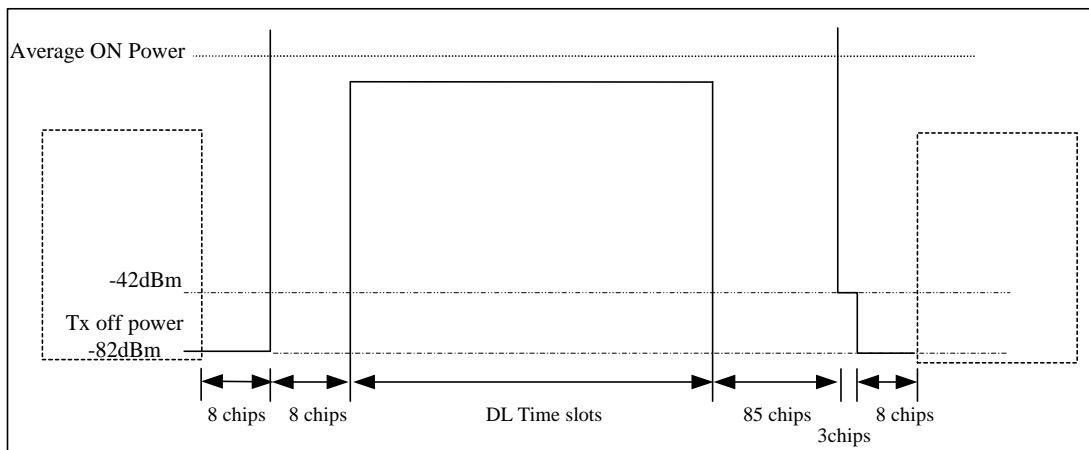 Average ON Power
-42dBm
Tx off power
-82dBm
8 chips
8 chips
DL Time slots
85 chips
8 chips
3chips